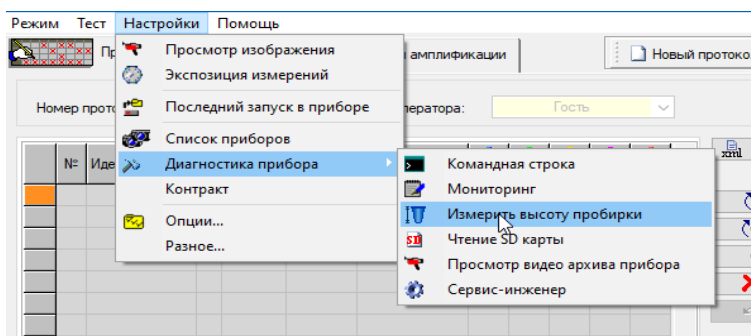 Режим Тест Настройки Помощь
Просмотр изображения
Экспозиция измерений
Последний запуск в приборе
Список приборов
Диагностика прибора
Контракт
Опции...
Разное...
амплификации
Новый протоко
Номер прото
ператора:
Гость
№ Иде
xml
Командная строка
Мониторинг
Измерить высоту пробирки
SD
Чтение SD карты
Просмотр видео архива прибора
Сервис-инженер